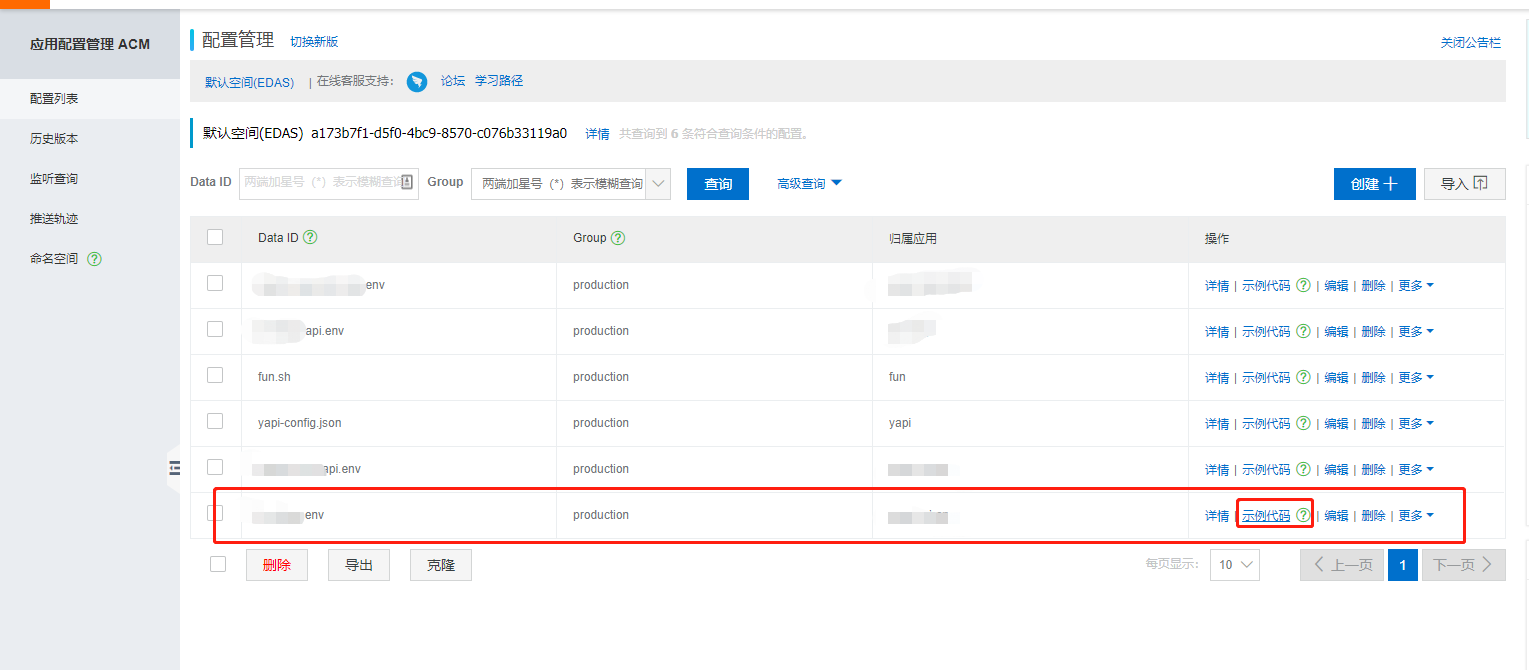 应用配置管理 ACM
配置列表
历史版本
监听查询
推送轨迹
命名空间 ?
配置管理 切换新版 关闭公告栏
默认空间(EDAS) | 在线客服支持: 论坛 学习路径
默认空间(EDAS) a173b7f1-d5f0-4bc9-8570-c076b33119a0 详情 共查询到 6 条符合查询条件的配置。
Data ID 两端加星号（*）表示模糊查询 Group 两端加星号（*）表示模糊查询 查询 高级查询 创建 导入
Data ID ? Group ? 归属应用 操作
env production 详情 | 示例代码 ? | 编辑 | 删除 | 更多
api.env production 详情 | 示例代码 ? | 编辑 | 删除 | 更多
fun.sh production fun 详情 | 示例代码 ? | 编辑 | 删除 | 更多
yapi-config.json production yapi 详情 | 示例代码 ? | 编辑 | 删除 | 更多
api.env production 详情 | 示例代码 ? | 编辑 | 删除 | 更多
env production 详情 | 示例代码 ? | 编辑 | 删除 | 更多
删除 导出 克隆 每页显示: 10 上一页 1 下一页